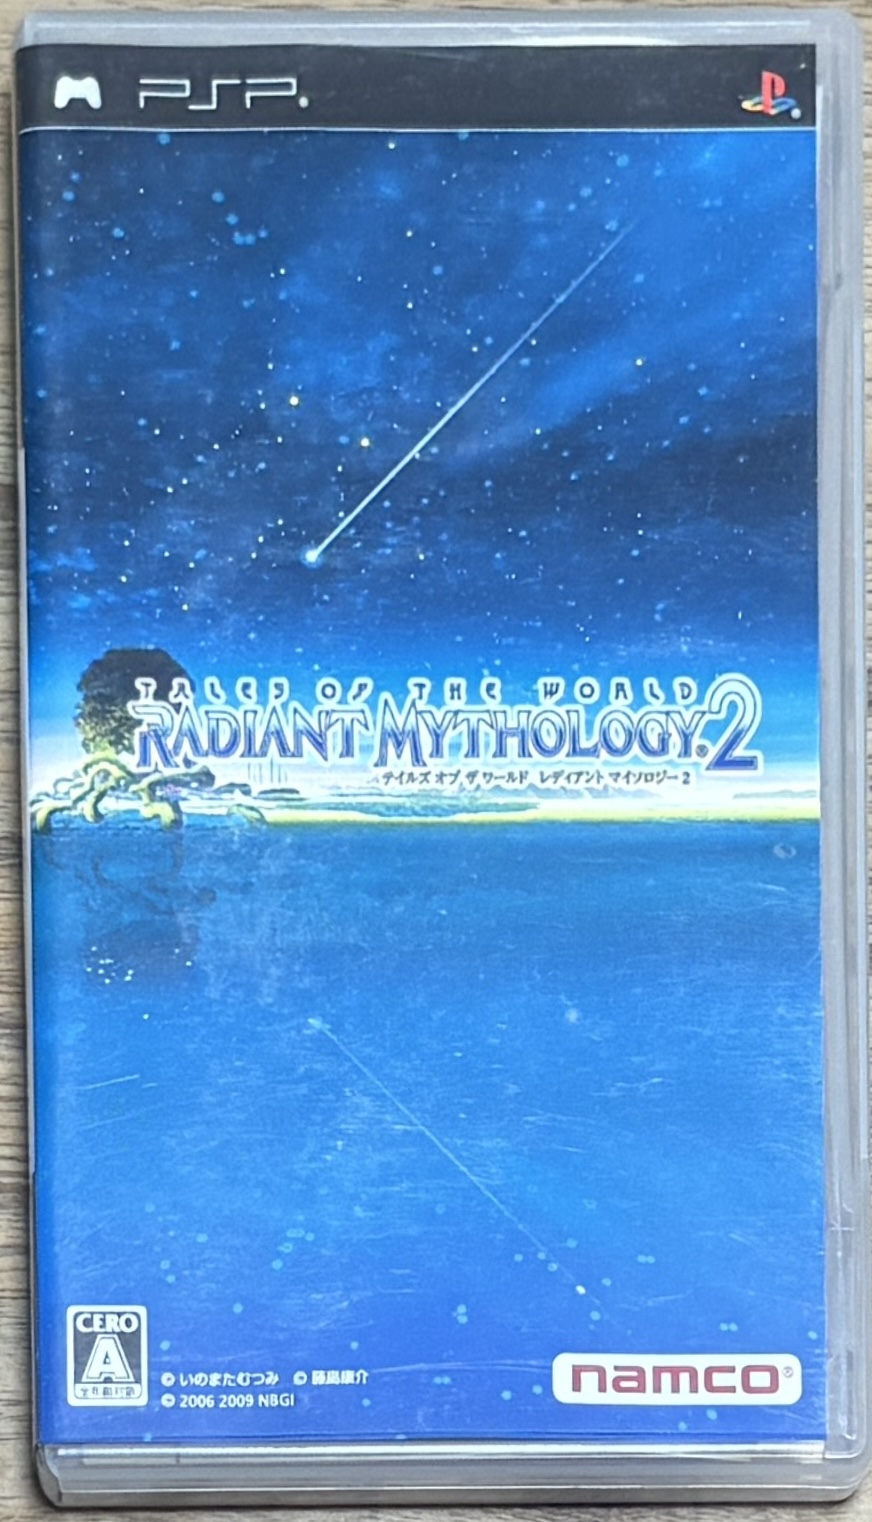 PSP
TALES OF THE WORLD
RADIANT MYTHOLOGY. 2
テイルズ オブ ザ ワールド レディアント マイソロジー 2
CERO
A
全年齢対象
© いのまたむつみ © 藤島康介
© 2006 2009 NBGI
namco®